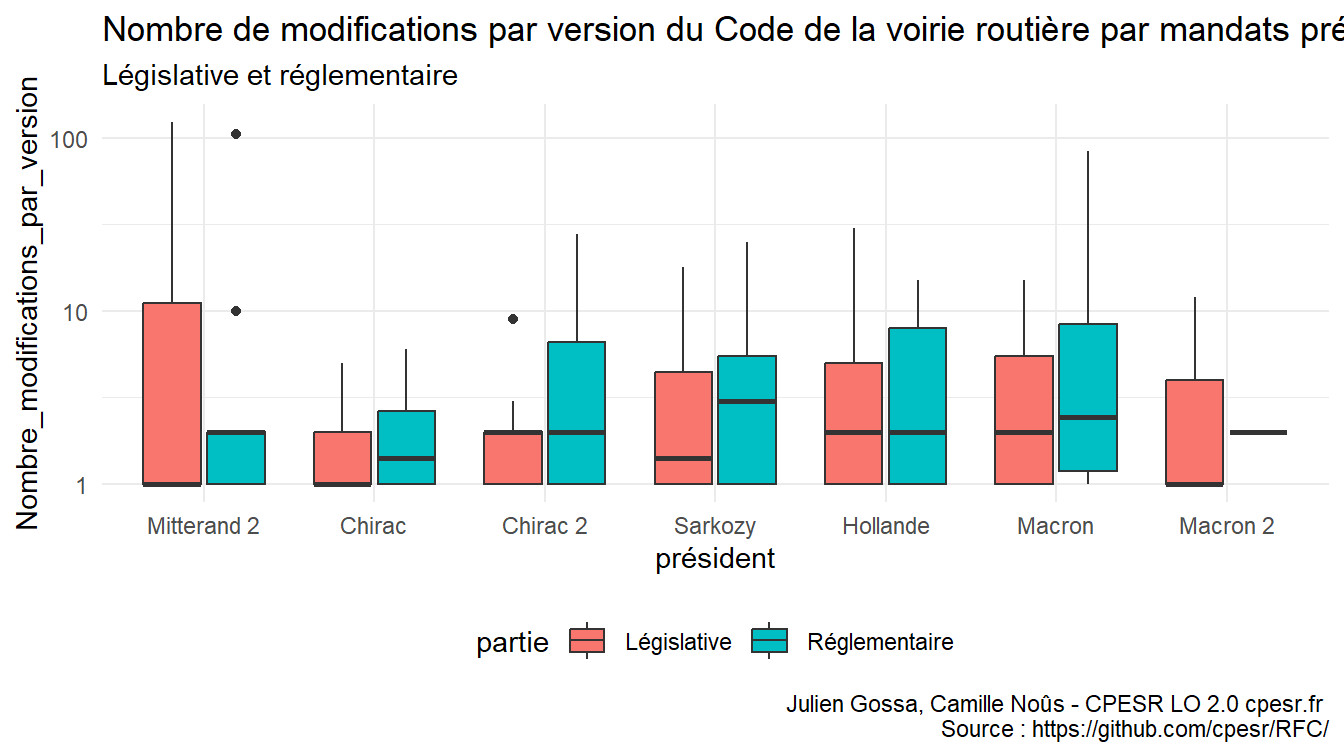 Nombre de modifications par version du Code de la voirie routière par mandats pré
Législative et réglementaire
Nombre_modifications_par_version
100
10
1
Mitterand 2 Chirac Chirac 2 Sarkozy Hollande Macron Macron 2
président
partie Législative Réglementaire
Julien Gossa, Camille Noûs - CPESR LO 2.0 cpesr.fr
Source : https://github.com/cpesr/RFC/